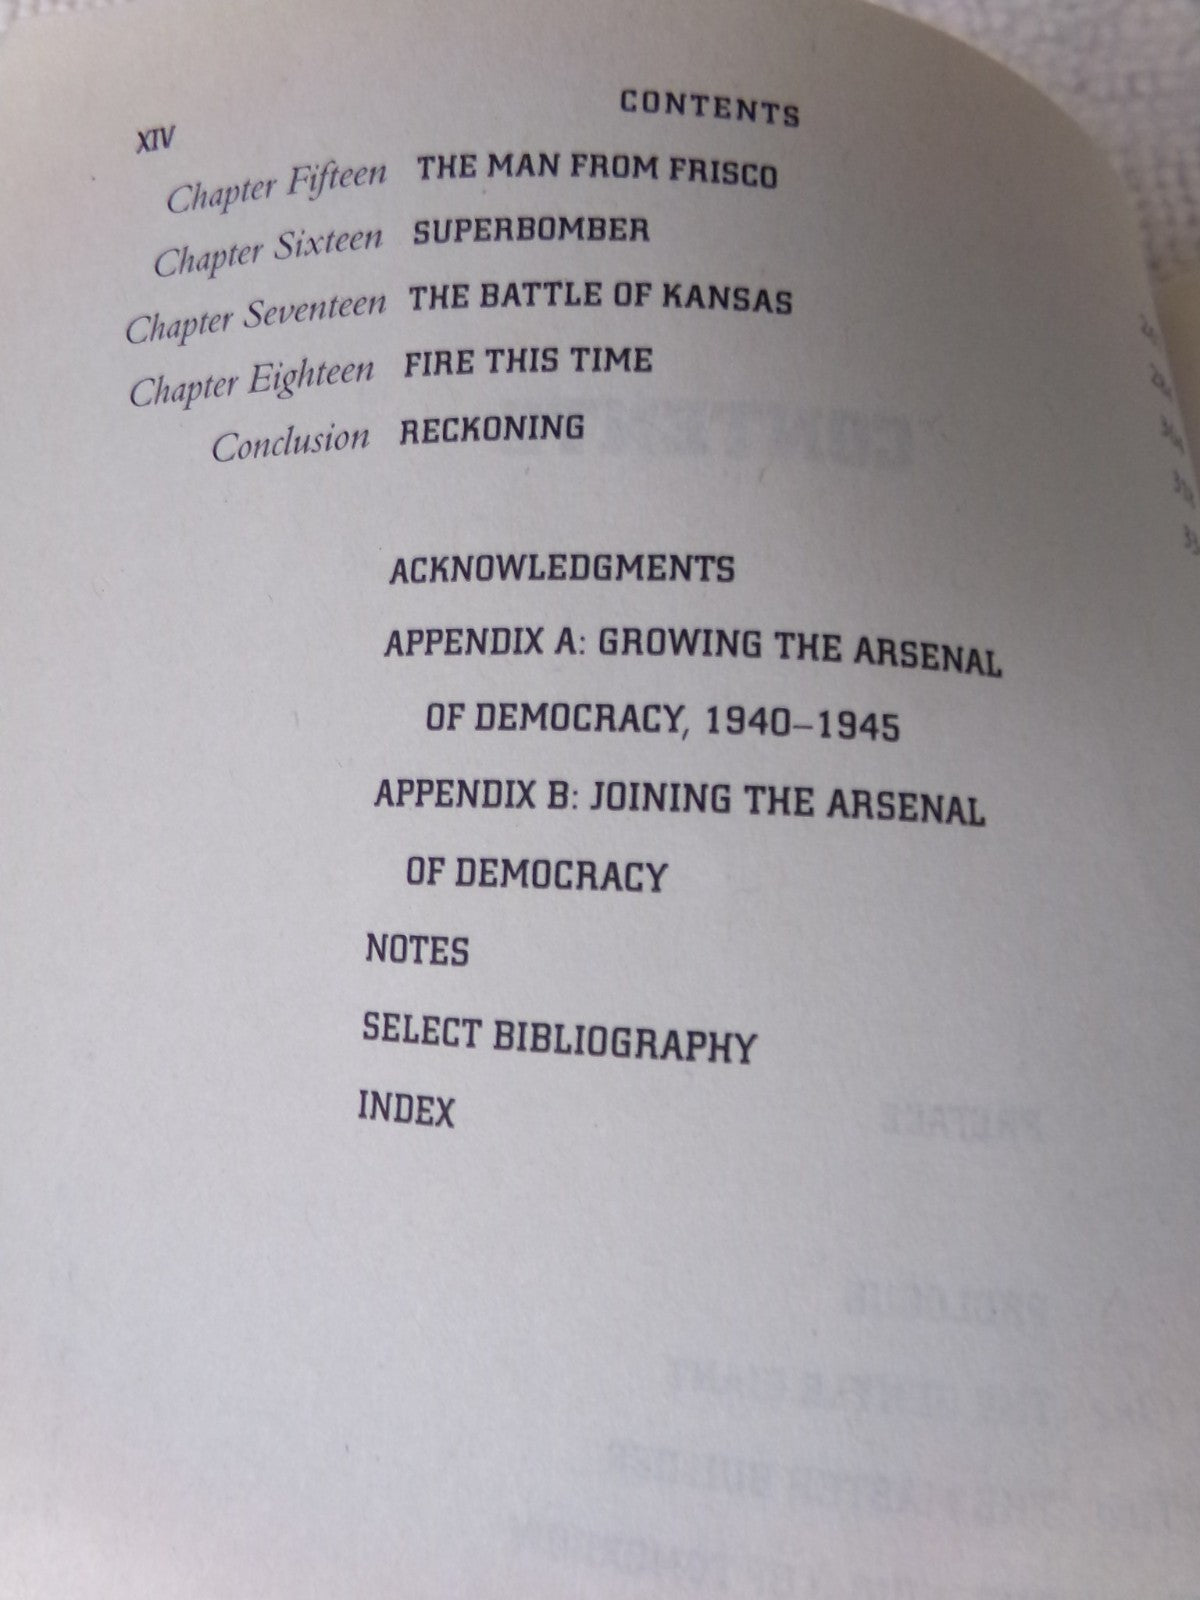 XIV
CONTENTS
Chapter Fifteen THE MAN FROM FRISCO
Chapter Sixteen SUPERBOMBER
Chapter Seventeen THE BATTLE OF KANSAS
Chapter Eighteen FIRE THIS TIME
Conclusion RECKONING
ACKNOWLEDGMENTS
APPENDIX A: GROWING THE ARSENAL
OF DEMOCRACY, 1940–1945
APPENDIX B: JOINING THE ARSENAL
OF DEMOCRACY
NOTES
SELECT BIBLIOGRAPHY
INDEX